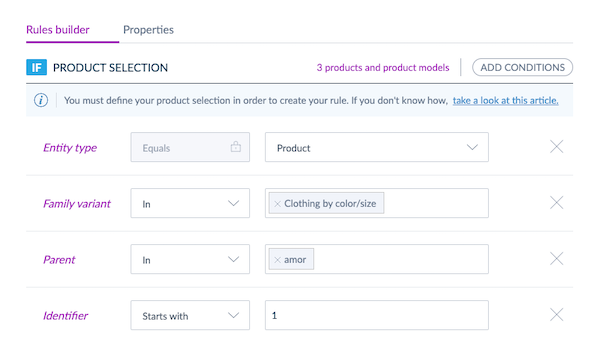 Rules builder Properties
IF PRODUCT SELECTION 3 products and product models ADD CONDITIONS
i You must define your product selection in order to create your rule. If you don't know how, take a look at this article.
Entity type Equals Product
Family variant In × Clothing by color/size
Parent In × amor
Identifier Starts with 1